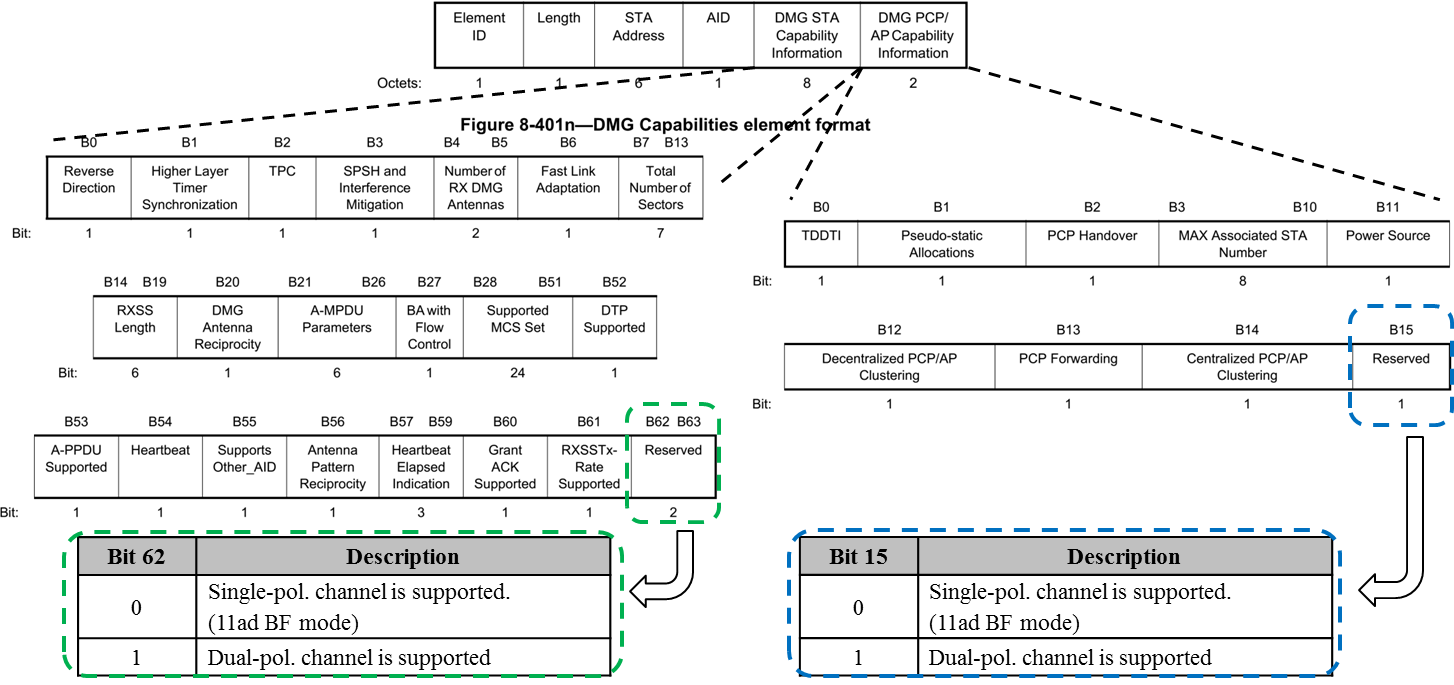 Element ID Length STA Address AID DMG STA Capability Information DMG PCP/ AP Capability Information
Octets: 1 1 6 1 8 2
Figure 8-401n—DMG Capabilities element format
B0 B1 B2 B3 B4 B5 B6 B7 B13
Reverse Direction Higher Layer Timer Synchronization TPC SPSH and Interference Mitigation Number of RX DMG Antennas Fast Link Adaptation Total Number of Sectors
Bit: 1 1 1 1 2 1 7
B14 B19 B20 B21 B26 B27 B28 B51 B52
RXSS Length DMG Antenna Reciprocity A-MPDU Parameters BA with Flow Control Supported MCS Set DTP Supported
Bit: 6 1 6 1 24 1
B53 B54 B55 B56 B57 B59 B60 B61 B62 B63
A-PPDU Supported Heartbeat Supports Other_AID Antenna Pattern Reciprocity Heartbeat Elapsed Indication Grant ACK Supported RXSSTx-Rate Supported Reserved
Bit: 1 1 1 1 3 1 1 2
Bit 62 Description
0 Single-pol. channel is supported.
(11ad BF mode)
1 Dual-pol. channel is supported
B0 B1 B2 B3 B10 B11
TDDTI Pseudo-static Allocations PCP Handover MAX Associated STA Number Power Source
Bit: 1 1 1 8 1
B12 B13 B14 B15
Decentralized PCP/AP Clustering PCP Forwarding Centralized PCP/AP Clustering Reserved
Bit: 1 1 1 1
Bit 15 Description
0 Single-pol. channel is supported.
(11ad BF mode)
1 Dual-pol. channel is supported